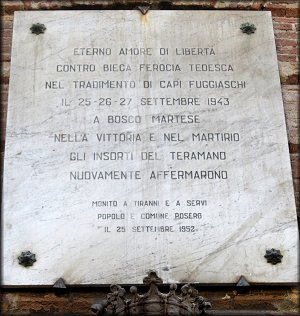 ETERNO AMORE DI LIBERTÀ
CONTRO BIECA FEROCIA TEDESCA
NEL TRADIMENTO DI CAPI FUGGIASCHI
IL 25-26-27 SETTEMBRE 1943
A BOSCO MARTESE
NELLA VITTORIA E NEL MARTIRIO
GLI INSORTI DEL TERAMANO
NUOVAMENTE AFFERMARONO
MONITO A TIRANNI E A SERVI
POPOLO E COMUNE POSERO
IL 25 SETTEMBRE 1952